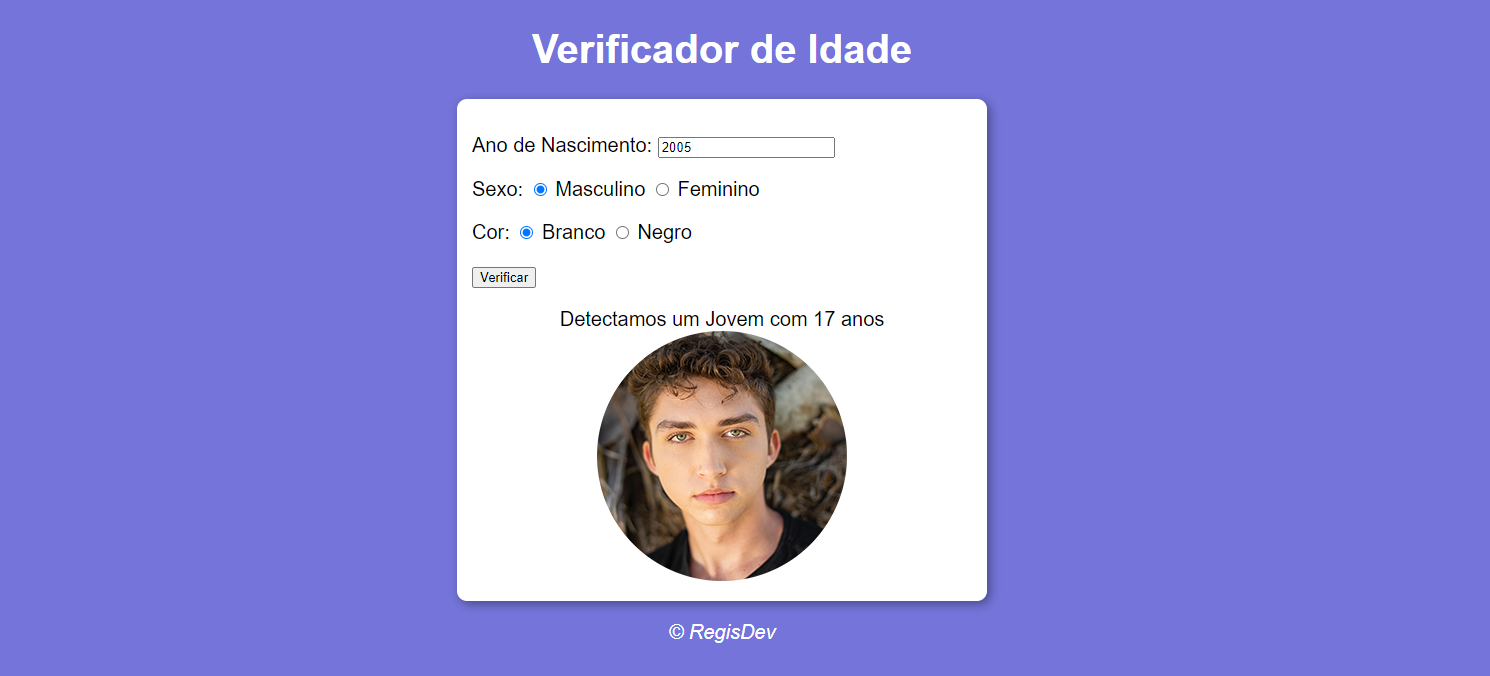 Verificador de Idade
Ano de Nascimento: 2005
Sexo: Masculino Feminino
Cor: Branco Negro
Verificar
Detectamos um Jovem com 17 anos
© RegisDev